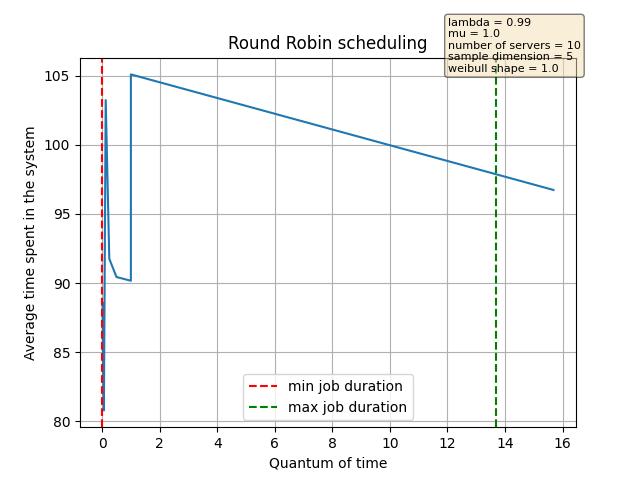 Round Robin scheduling
lambda = 0.99
mu = 1.0
number of servers = 10
sample dimension = 5
weibull shape = 1.0
Average time spent in the system
105
100
95
90
85
80
min job duration
max job duration
0 2 4 6 8 10 12 14 16
Quantum of time